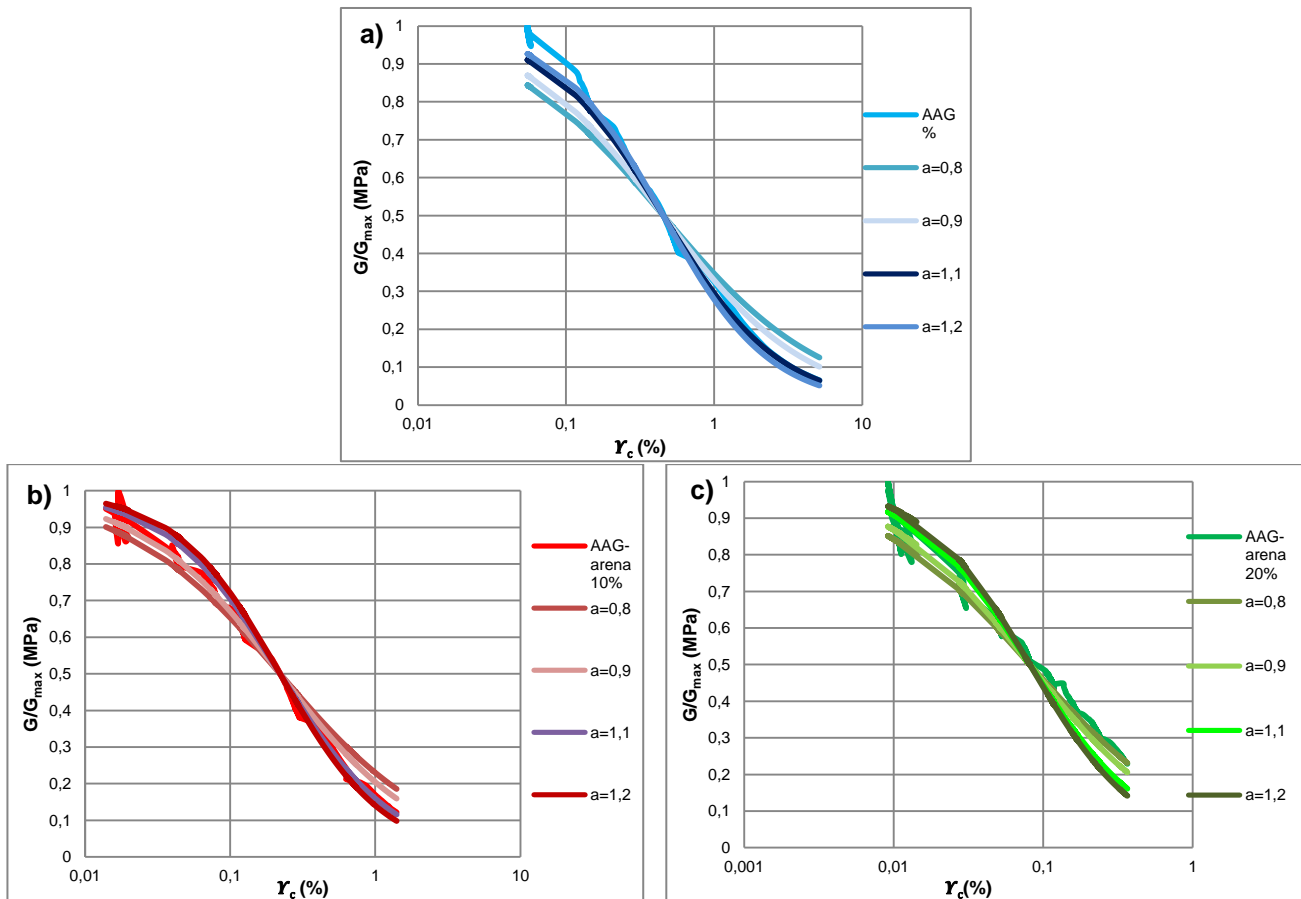 a)
1
0,9
0,8
0,7
0,6
0,5
0,4
0,3
0,2
0,1
0
G/Gmax (MPa)
0,01 0,1 1 10
ϒc (%)
AAG
%
a=0,8
a=0,9
a=1,1
a=1,2
b)
1
0,9
0,8
0,7
0,6
0,5
0,4
0,3
0,2
0,1
0
G/Gmax (MPa)
0,01 0,1 1 10
ϒc (%)
AAG-
arena
10%
a=0,8
a=0,9
a=1,1
a=1,2
c)
1
0,9
0,8
0,7
0,6
0,5
0,4
0,3
0,2
0,1
0
G/Gmax (MPa)
0,001 0,01 0,1 1
ϒc(%)
AAG-
arena
20%
a=0,8
a=0,9
a=1,1
a=1,2